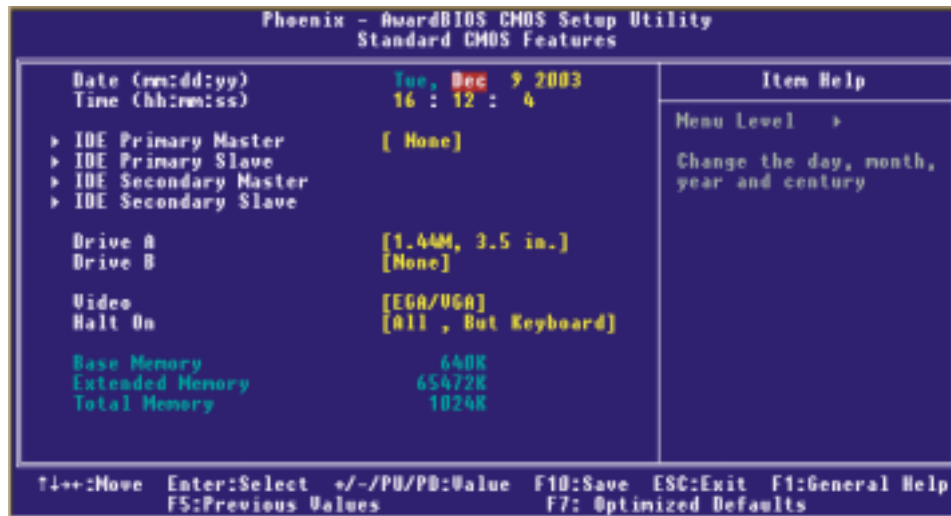 Phoenix - AwardBIOS CMOS Setup Utility
Standard CMOS Features
Date (mm:dd:yy) Tue, Dec 9 2003
Time (hh:mm:ss) 16 : 12 : 4
IDE Primary Master [ None]
IDE Primary Slave
IDE Secondary Master
IDE Secondary Slave
Drive A [1.44M, 3.5 in.]
Drive B [None]
Video [EGA/VGA]
Halt On [All , But Keyboard]
Base Memory 640K
Extended Memory 65472K
Total Memory 1024K
Item Help
Menu Level
Change the day, month,
year and century
↑↓→←:Move Enter:Select +/-/PU/PD:Value F10:Save ESC:Exit F1:General Help
F5:Previous Values F7: Optimized Defaults